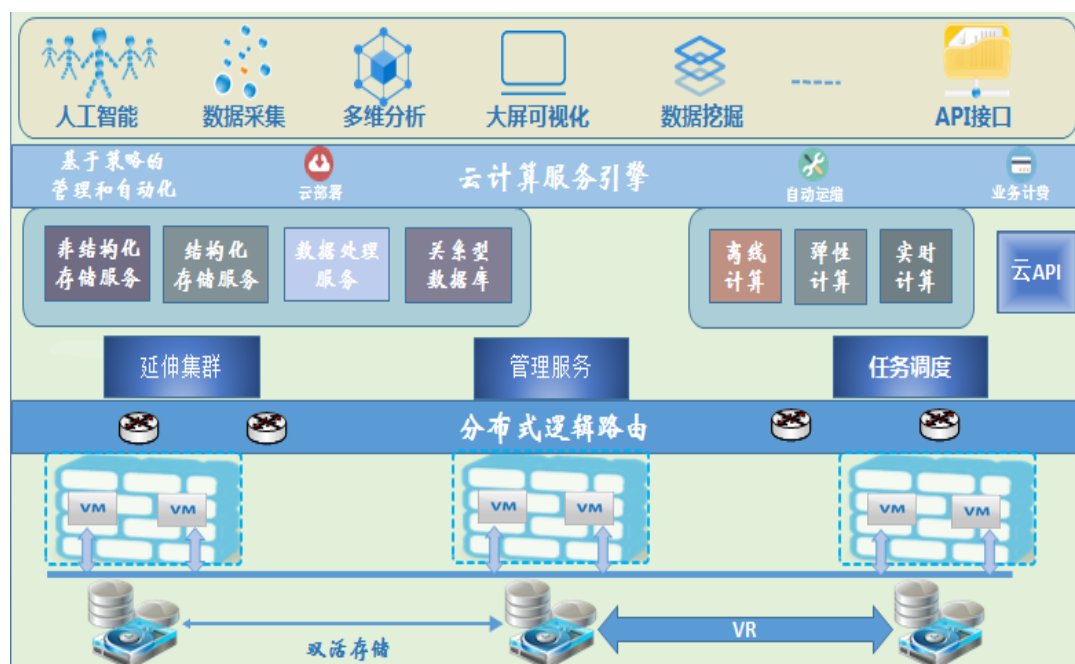 人工智能
数据采集
多维分析
大屏可视化
数据挖掘
API接口
基于策略的
管理和自动化
云部署
云计算服务引擎
自动运维
业务计费
非结构化
存储服务
结构化
存储服务
数据处理
服务
关系型
数据库
离线
计算
弹性
计算
实时
计算
云API
延伸集群
管理服务
任务调度
分布式逻辑路由
VM
VM
VM
VM
VM
VM
双活存储
VR